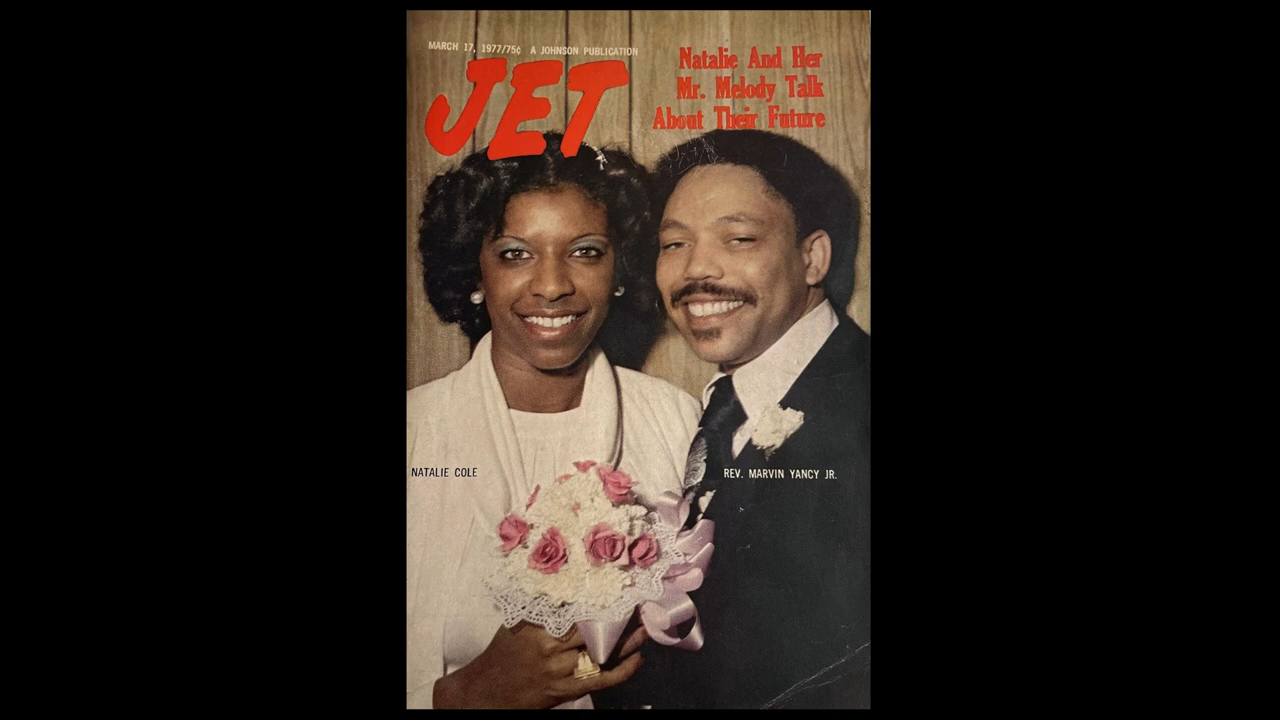 MARCH 17, 1977/75¢ A JOHNSON PUBLICATION
JET
Natalie And Her
Mr. Melody Talk
About Their Future
NATALIE COLE
REV. MARVIN YANCY JR.